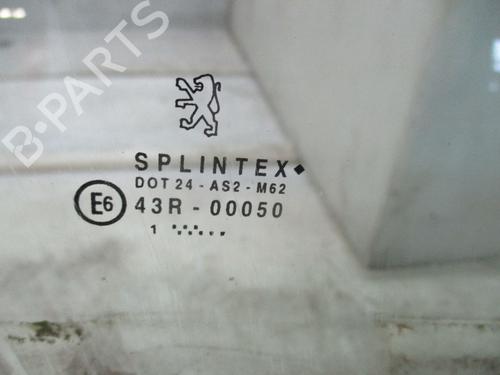 B-PARTS
SPLINTEX
DOT 24 - AS2 - M62
E6 43R - 00050
1